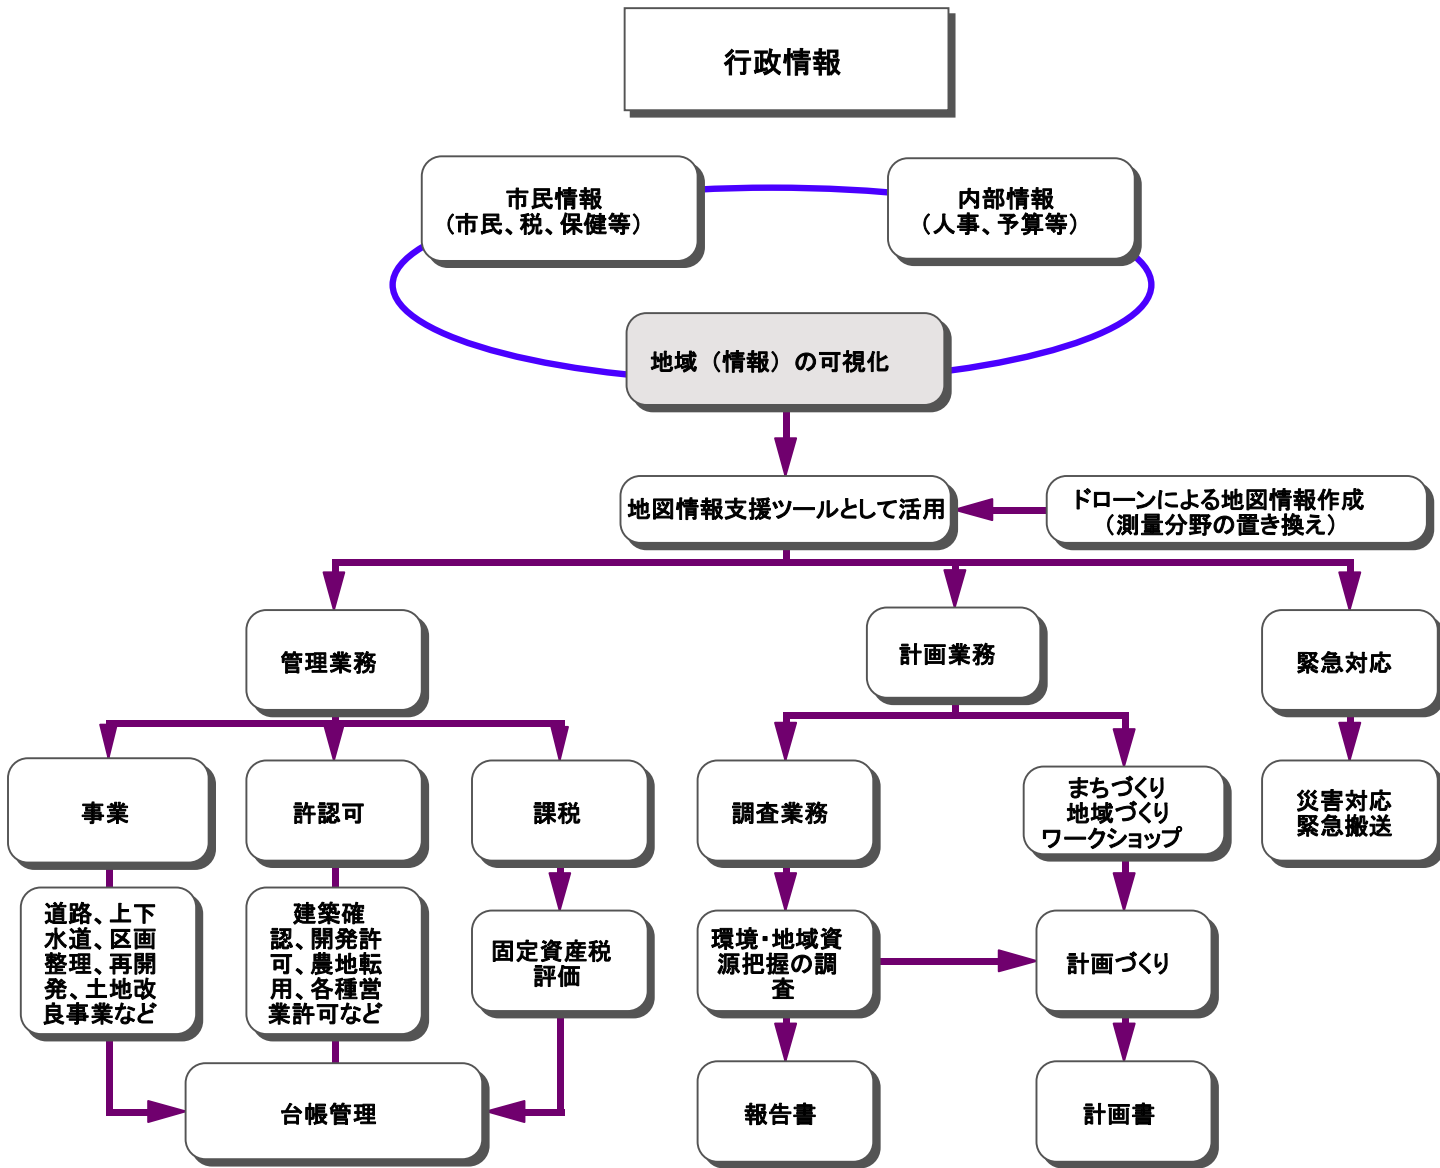 行政情報
市民情報
（市民、税、保健等）
内部情報
（人事、予算等）
地域（情報）の可視化
地図情報支援ツールとして活用
ドローンによる地図情報作成
（測量分野の置き換え）
管理業務
計画業務
緊急対応
事業
許認可
課税
調査業務
まちづくり
地域づくり
ワークショップ
災害対応
緊急搬送
道路、上下
水道、区画
整理、再開
発、土地改
良事業など
建築確
認、開発許
可、農地転
用、各種営
業許可など
固定資産税
評価
環境・地域資
源把握の調
査
計画づくり
台帳管理
報告書
計画書